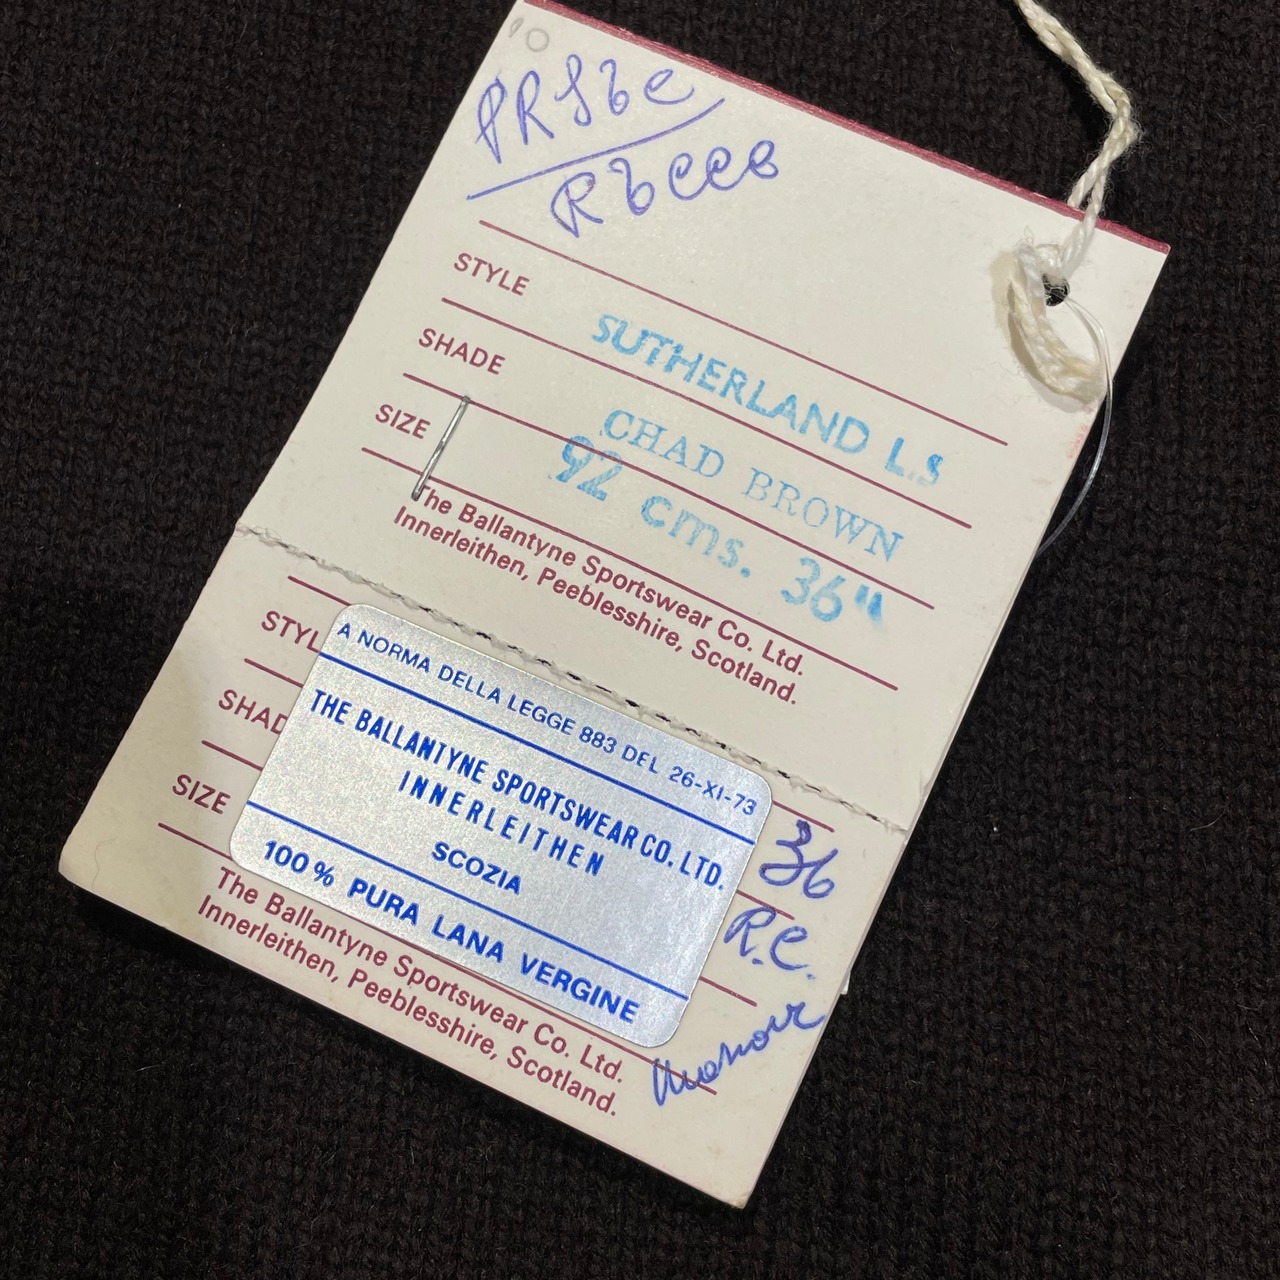 STYLE SUTHERLAND L.S
SHADE CHAD BROWN
SIZE 92 cms. 36"
The Ballantyne Sportswear Co. Ltd.
Innerleithen, Peeblesshire, Scotland.
STYL
SHAD
SIZE
A NORMA DELLA LEGGE 883 DEL 26-XI-73
THE BALLANTYNE SPORTSWEAR CO. LTD.
INNERLEITHEN
SCOZIA
100% PURA LANA VERGINE
36
R.C.
The Ballantyne Sportswear Co. Ltd.
Innerleithen, Peeblesshire, Scotland.